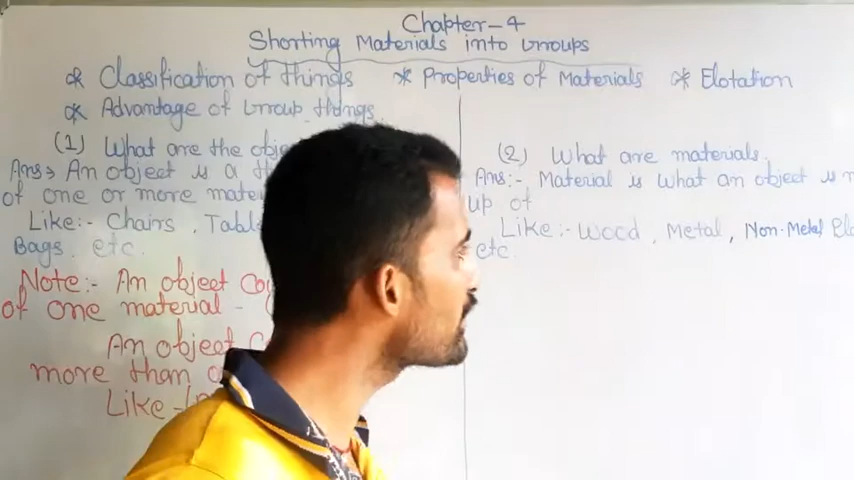 Chapter-4
Shorting Materials into Groups
* Classification of things * Properties of Materials * Elotation
* Advantage of Group things
(1) What are the obje
Ans→ An object is a th
of one or more mater
Like:- Chairs, Tabl
Bags. etc.
Note:- An object Co
of one material -
An object C
more than o
Like -
(2) What are materials.
Ans:- Material is what an object is m
up of
Like:- Wood, Metal, Non-Metal
etc.